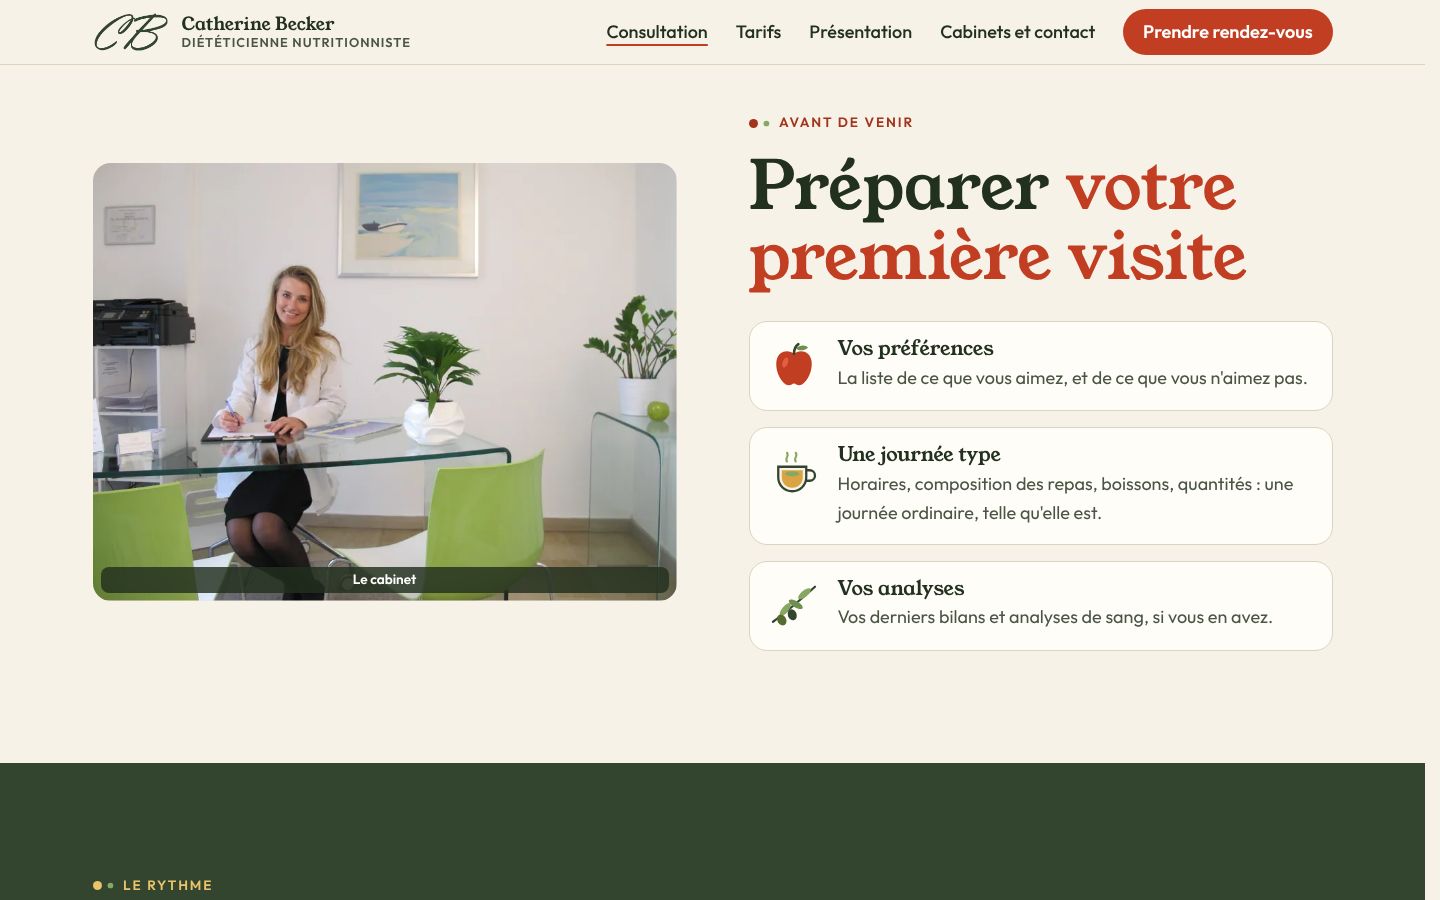 CB
Catherine Becker
DIÉTÉTICIENNE NUTRITIONNISTE
Consultation
Tarifs
Présentation
Cabinets et contact
Prendre rendez-vous
AVANT DE VENIR
Préparer votre
première visite
Vos préférences
La liste de ce que vous aimez, et de ce que vous n'aimez pas.
Une journée type
Horaires, composition des repas, boissons, quantités : une
journée ordinaire, telle qu'elle est.
Vos analyses
Vos derniers bilans et analyses de sang, si vous en avez.
Le cabinet
LE RYTHME